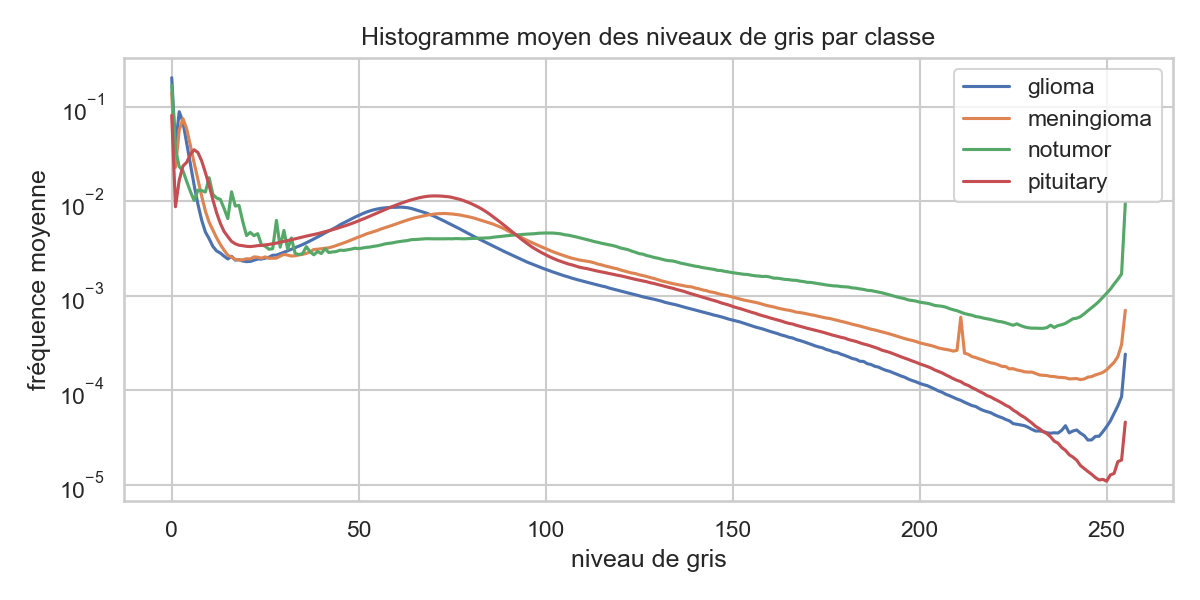 Histogramme moyen des niveaux de gris par classe
fréquence moyenne
10⁻¹
10⁻²
10⁻³
10⁻⁴
10⁻⁵
glioma
meningioma
notumor
pituitary
0 50 100 150 200 250
niveau de gris